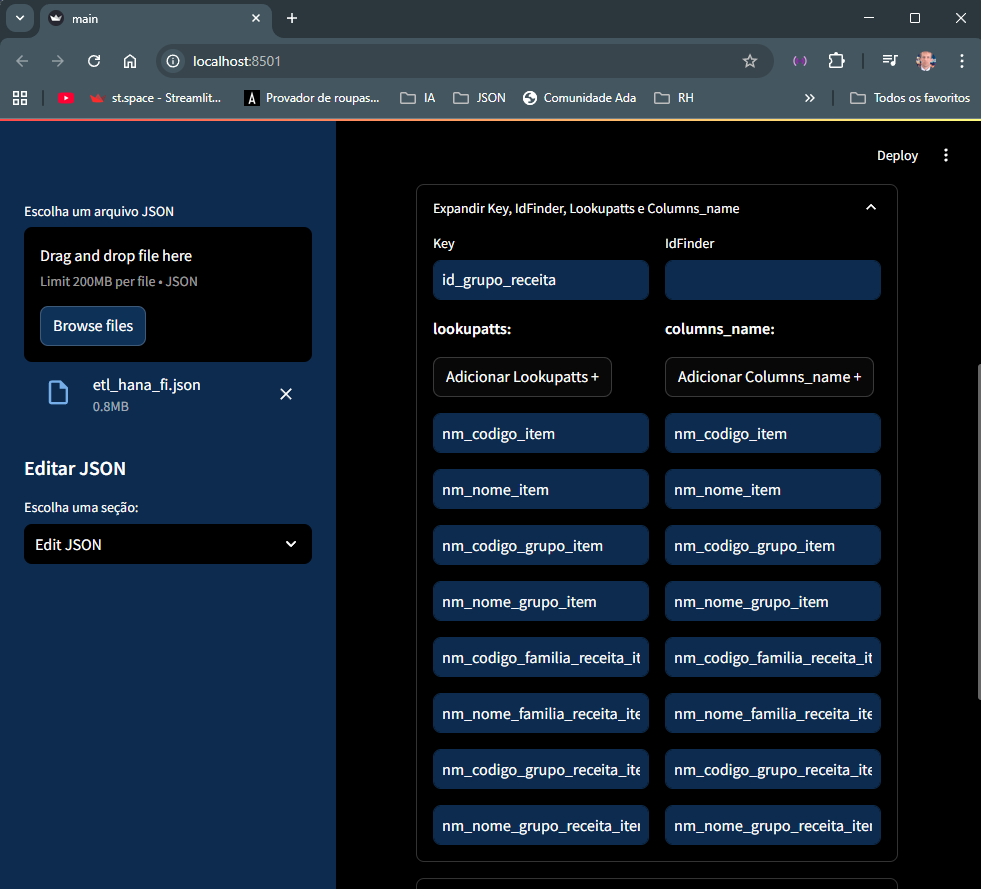 main
localhost:8501
st.space - Streamlit...
Provador de roupas...
IA
JSON
Comunidade Ada
RH
Todos os favoritos
Deploy
Escolha um arquivo JSON
Drag and drop file here
Limit 200MB per file • JSON
Browse files
etl_hana_fi.json
0.8MB
Editar JSON
Escolha uma seção:
Edit JSON
Expandir Key, IdFinder, Lookupatts e Columns_name
Key IdFinder
id_grupo_receita
lookupatts: columns_name:
Adicionar Lookupatts + Adicionar Columns_name +
nm_codigo_item nm_codigo_item
nm_nome_item nm_nome_item
nm_codigo_grupo_item nm_codigo_grupo_item
nm_nome_grupo_item nm_nome_grupo_item
nm_codigo_familia_receita_it nm_codigo_familia_receita_it
nm_nome_familia_receita_ite nm_nome_familia_receita_ite
nm_codigo_grupo_receita_ite nm_codigo_grupo_receita_ite
nm_nome_grupo_receita_iter nm_nome_grupo_receita_iter